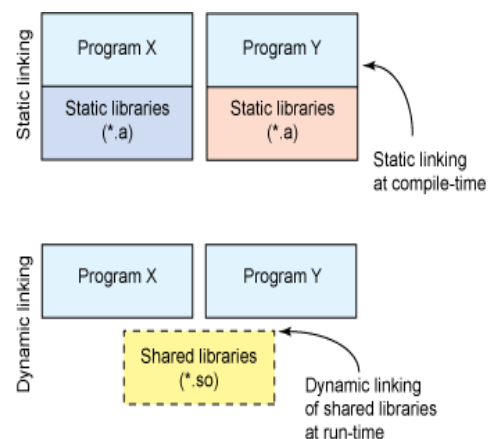 Static linking
Program X
Static libraries
(*.a)
Program Y
Static libraries
(*.a)
Static linking
at compile-time
Dynamic linking
Program X
Program Y
Shared libraries
(*.so)
Dynamic linking
of shared libraries
at run-time